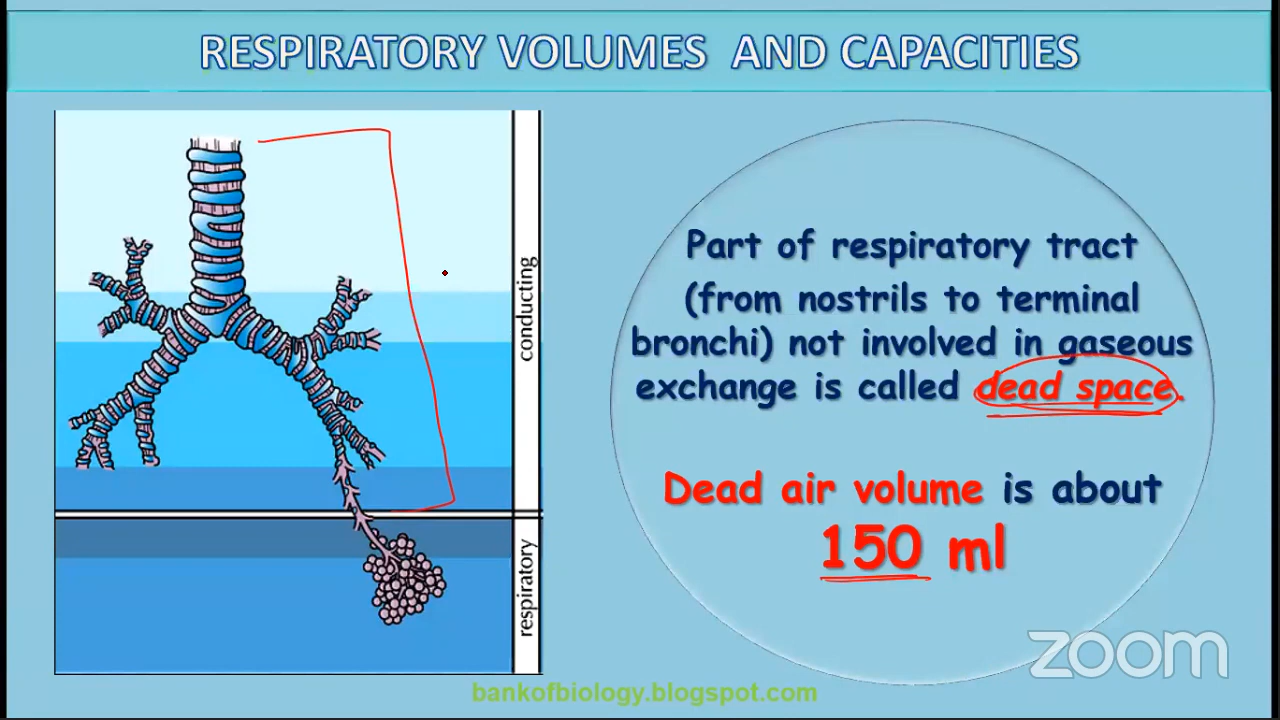 RESPIRATORY VOLUMES AND CAPACITIES
conducting
respiratory
Part of respiratory tract
(from nostrils to terminal
bronchi) not involved in gaseous
exchange is called dead space.
Dead air volume is about
150 ml
zoom
bankofbiology.blogspot.com